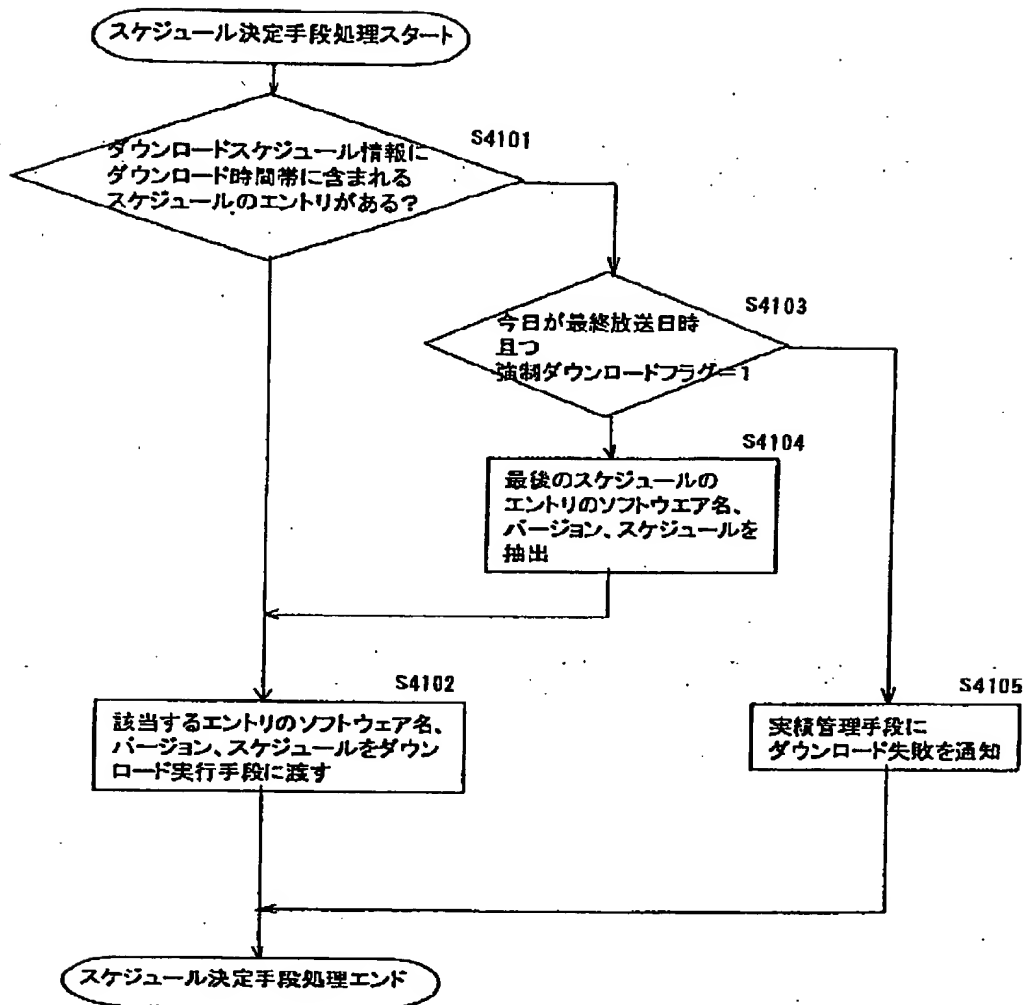 スケジュール決定手段処理スタート
S4101
ダウンロードスケジュール情報に
ダウンロード時間帯に含まれる
スケジュールのエントリがある?
S4103
今日が最終放送日時
且つ
強制ダウンロードフラグ=1
S4104
最後のスケジュールの
エントリのソフトウエア名、
バージョン、スケジュールを
抽出
S4102
該当するエントリのソフトウェア名、
バージョン、スケジュールをダウン
ロード実行手段に渡す
S4105
実績管理手段に
ダウンロード失敗を通知
スケジュール決定手段処理エンド